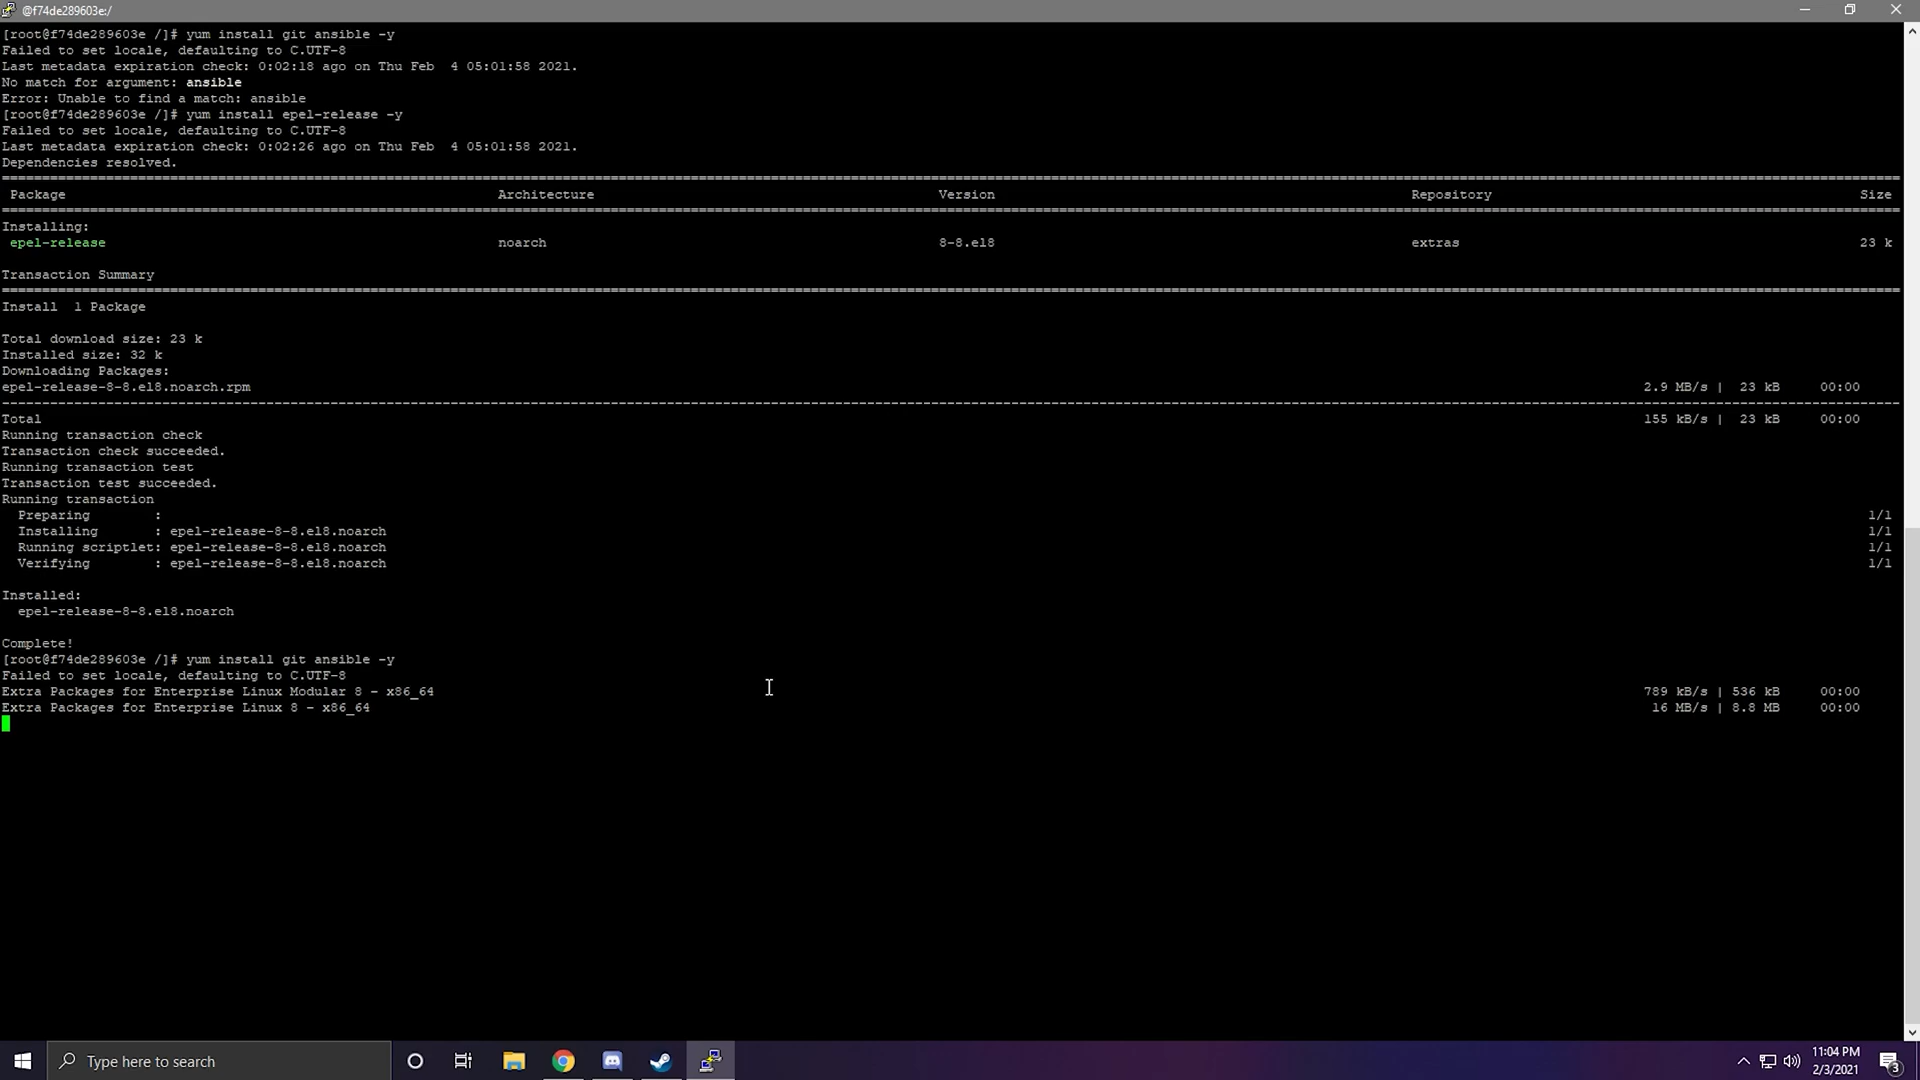 @f74de289603e:/
[root@f74de289603e /]# yum install git ansible -y
Failed to set locale, defaulting to C.UTF-8
Last metadata expiration check: 0:02:18 ago on Thu Feb  4 05:01:58 2021.
No match for argument: ansible
Error: Unable to find a match: ansible
[root@f74de289603e /]# yum install epel-release -y
Failed to set locale, defaulting to C.UTF-8
Last metadata expiration check: 0:02:26 ago on Thu Feb  4 05:01:58 2021.
Dependencies resolved.
Package Architecture Version Repository Size
Installing:
epel-release noarch 8-8.el8 extras 23 k
Transaction Summary
Install  1 Package
Total download size: 23 k
Installed size: 32 k
Downloading Packages:
epel-release-8-8.el8.noarch.rpm 2.9 MB/s |  23 kB 00:00
Total 155 kB/s |  23 kB 00:00
Running transaction check
Transaction check succeeded.
Running transaction test
Transaction test succeeded.
Running transaction
Preparing : 1/1
Installing : epel-release-8-8.el8.noarch 1/1
Running scriptlet: epel-release-8-8.el8.noarch 1/1
Verifying : epel-release-8-8.el8.noarch 1/1
Installed:
epel-release-8-8.el8.noarch
Complete!
[root@f74de289603e /]# yum install git ansible -y
Failed to set locale, defaulting to C.UTF-8
Extra Packages for Enterprise Linux Modular 8 - x86_64 789 kB/s | 536 kB 00:00
Extra Packages for Enterprise Linux 8 - x86_64 16 MB/s | 8.8 MB 00:00
Type here to search
11:04 PM
2/3/2021
3